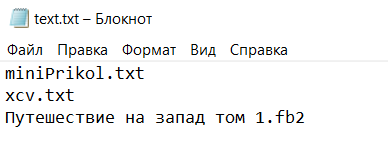 text.txt – Блокнот
Файл Правка Формат Вид Справка
miniPrikol.txt
xcv.txt
Путешествие на запад том 1.fb2